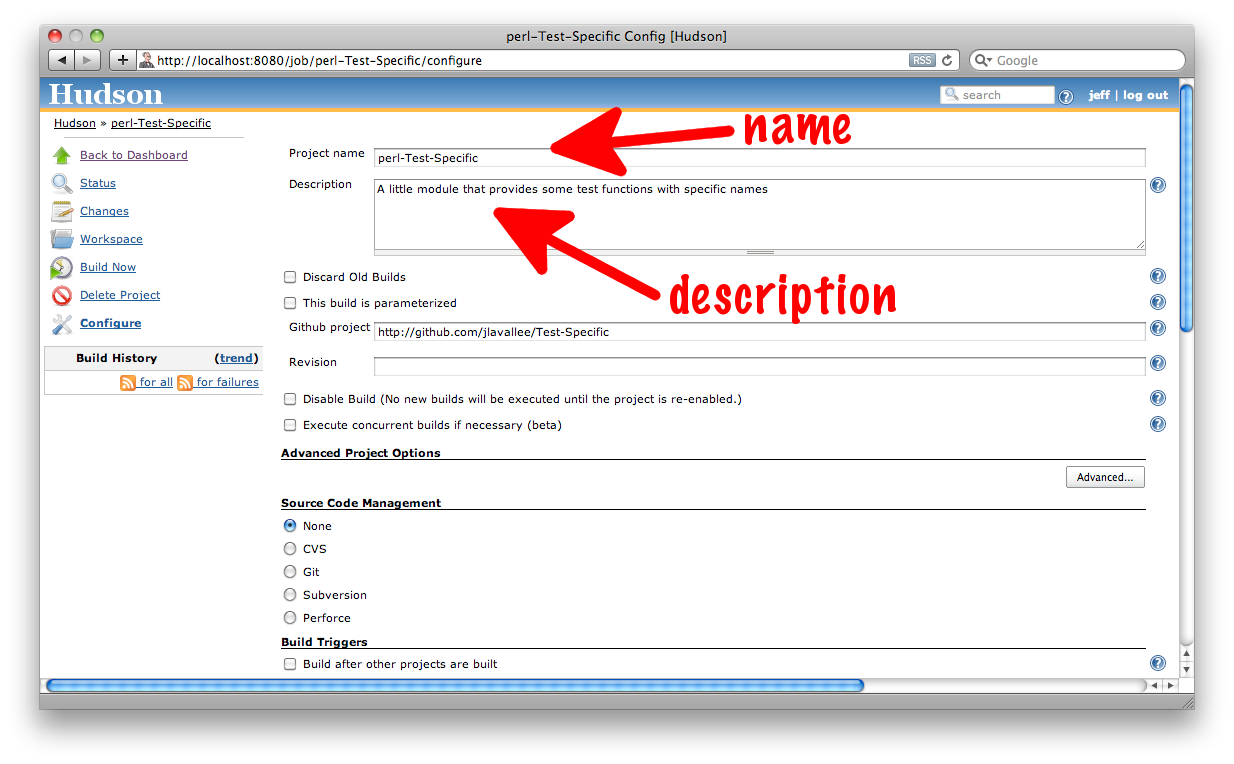 perl-Test-Specific Config [Hudson]
http://localhost:8080/job/perl-Test-Specific/configure
RSS
Google
Hudson
search
jeff | log out
Hudson » perl-Test-Specific
name
Back to Dashboard
Project name
perl-Test-Specific
Status
Description
A little module that provides some test functions with specific names
Changes
Workspace
Build Now
Discard Old Builds
description
Delete Project
This build is parameterized
Configure
Github project
http://github.com/jlavallee/Test-Specific
Build History (trend)
Revision
for all for failures
Disable Build (No new builds will be executed until the project is re-enabled.)
Execute concurrent builds if necessary (beta)
Advanced Project Options
Advanced...
Source Code Management
None
CVS
Git
Subversion
Perforce
Build Triggers
Build after other projects are built